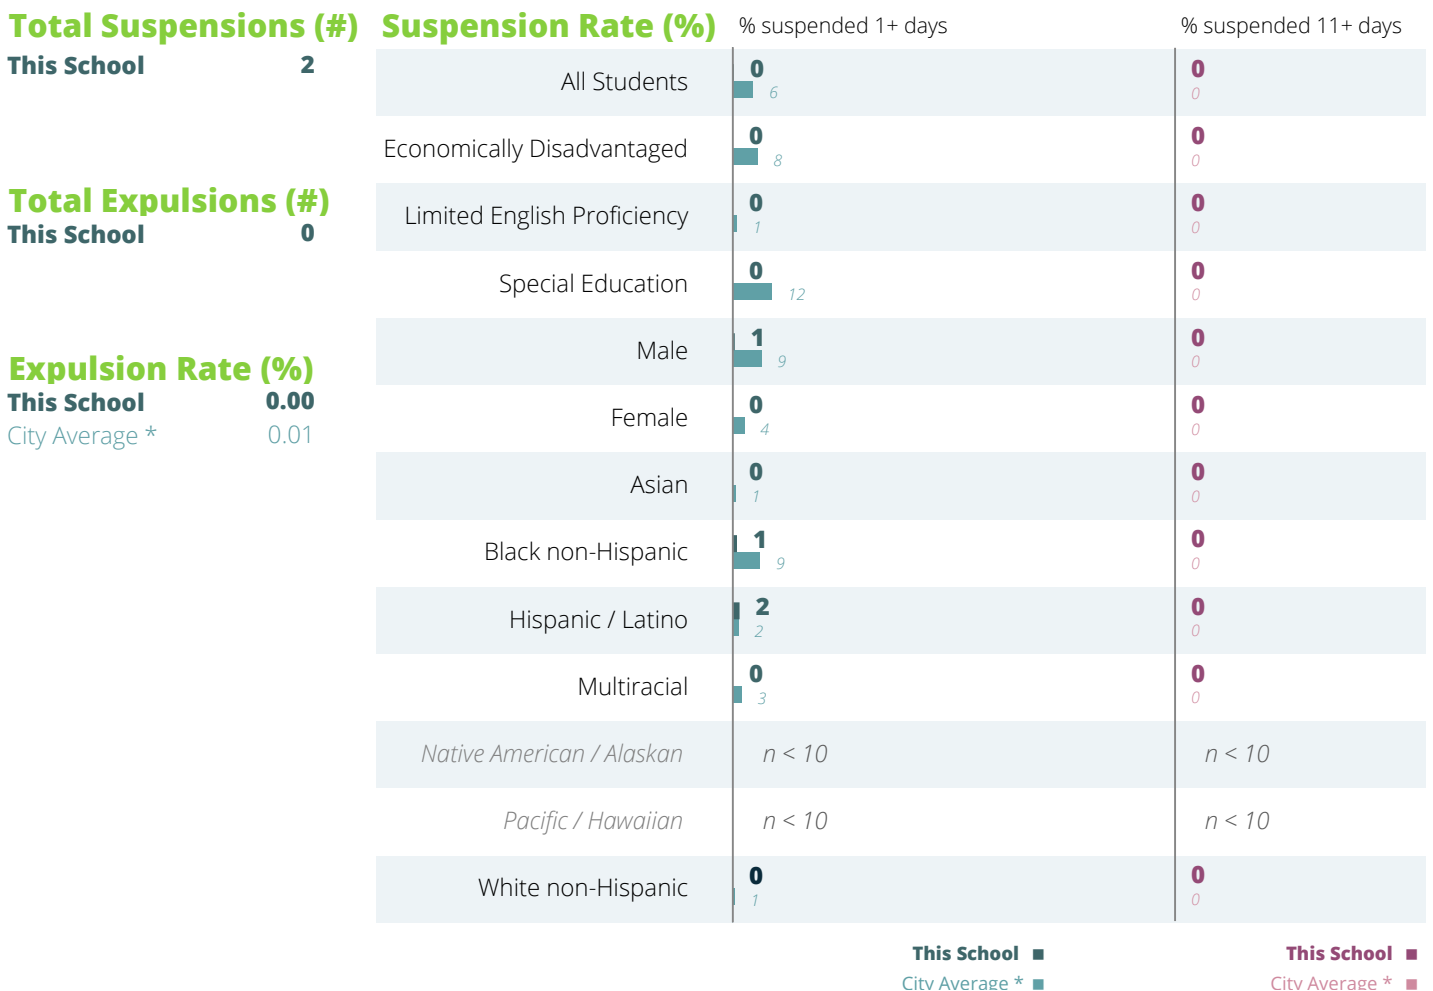 Total Suspensions (#)
This School 2
Total Expulsions (#)
This School 0
Expulsion Rate (%)
This School 0.00
City Average * 0.01
Suspension Rate (%) % suspended 1+ days % suspended 11+ days
All Students 0 0
6 0
Economically Disadvantaged 0 0
8 0
Limited English Proficiency 0 0
1 0
Special Education 0 0
12 0
Male 1 0
9 0
Female 0 0
4 0
Asian 0 0
1 0
Black non-Hispanic 1 0
9 0
Hispanic / Latino 2 0
2 0
Multiracial 0 0
3 0
Native American / Alaskan n < 10 n < 10
Pacific / Hawaiian n < 10 n < 10
White non-Hispanic 0 0
1 0
This School This School
City Average * City Average *